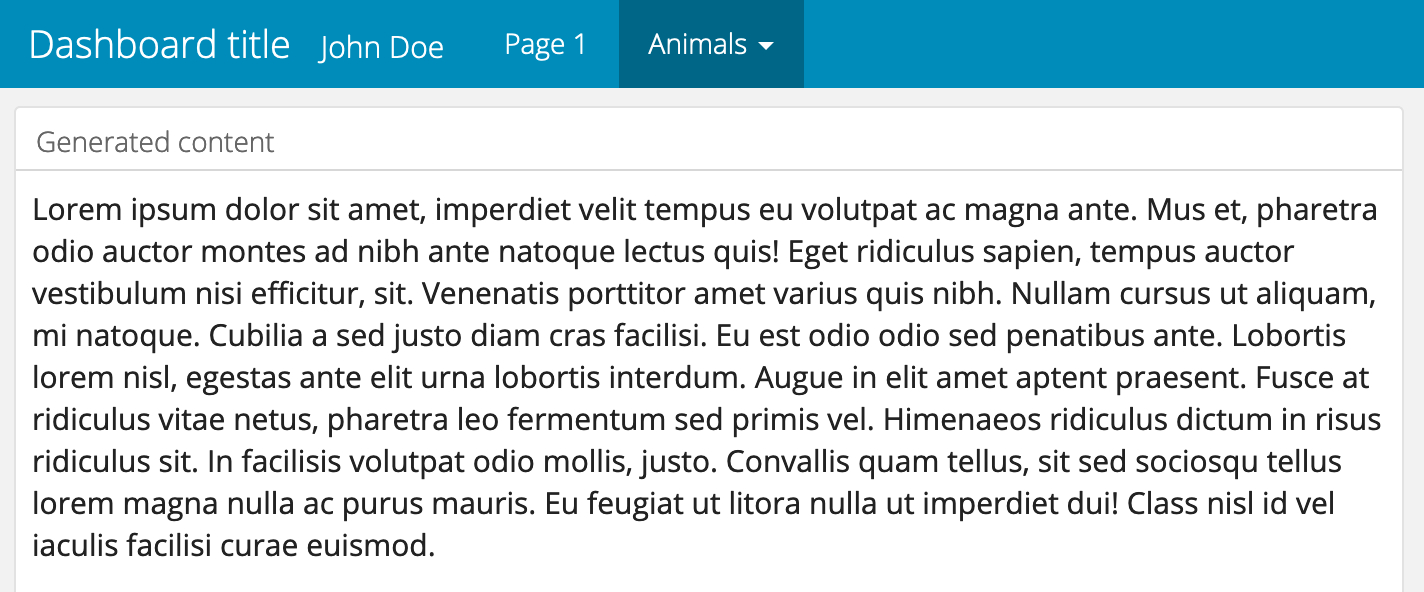 Dashboard title John Doe Page 1 Animals
Generated content
Lorem ipsum dolor sit amet, imperdiet velit tempus eu volutpat ac magna ante. Mus et, pharetra
odio auctor montes ad nibh ante natoque lectus quis! Eget ridiculus sapien, tempus auctor
vestibulum nisi efficitur, sit. Venenatis porttitor amet varius quis nibh. Nullam cursus ut aliquam,
mi natoque. Cubilia a sed justo diam cras facilisi. Eu est odio odio sed penatibus ante. Lobortis
lorem nisl, egestas ante elit urna lobortis interdum. Augue in elit amet aptent praesent. Fusce at
ridiculus vitae netus, pharetra leo fermentum sed primis vel. Himenaeos ridiculus dictum in risus
ridiculus sit. In facilisis volutpat odio mollis, justo. Convallis quam tellus, sit sed sociosqu tellus
lorem magna nulla ac purus mauris. Eu feugiat ut litora nulla ut imperdiet dui! Class nisl id vel
iaculis facilisi curae euismod.